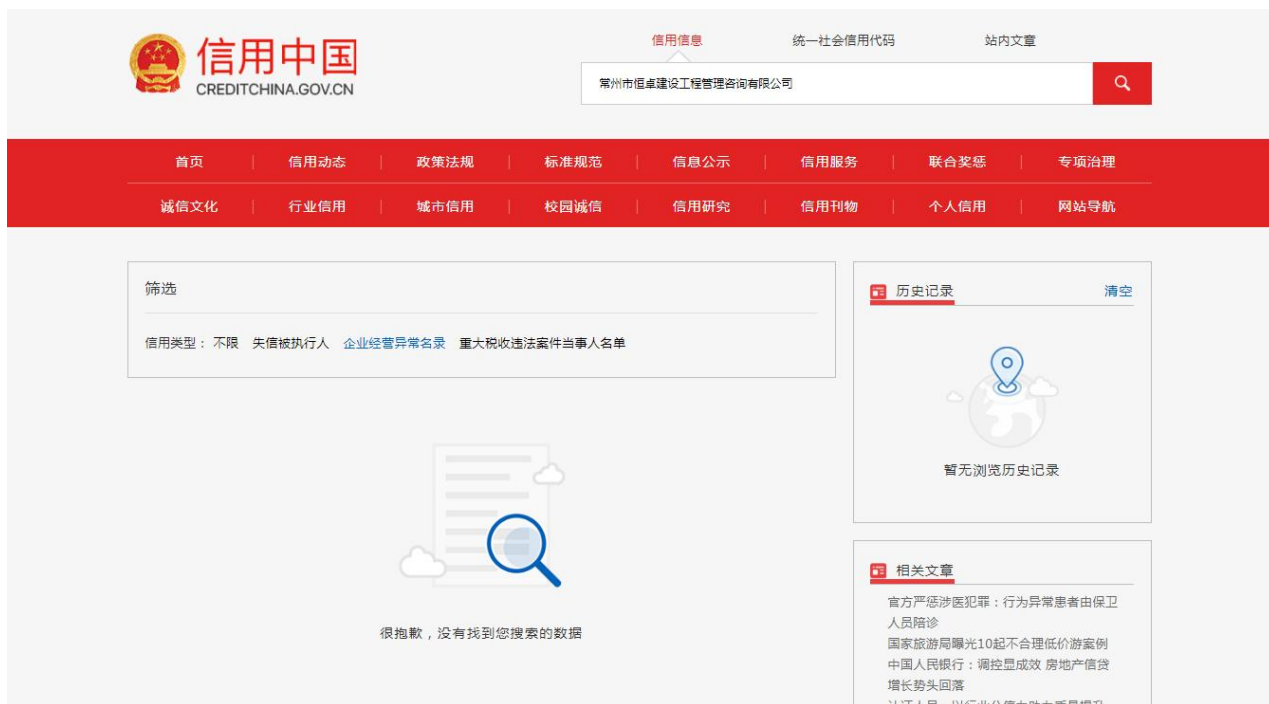 信用中国
CREDITCHINA.GOV.CN
信用信息 统一社会信用代码 站内文章
常州市恒卓建设工程管理咨询有限公司
首页 信用动态 政策法规 标准规范 信息公示 信用服务 联合奖惩 专项治理
诚信文化 行业信用 城市信用 校园诚信 信用研究 信用刊物 个人信用 网站导航
筛选
信用类型： 不限 失信被执行人 企业经营异常名录 重大税收违法案件当事人名单
很抱歉，没有找到您搜索的数据
历史记录 清空
暂无浏览历史记录
相关文章
官方严惩涉医犯罪：行为异常患者由保卫
人员陪诊
国家旅游局曝光10起不合理低价游案例
中国人民银行：调控显成效 房地产信贷
增长势头回落